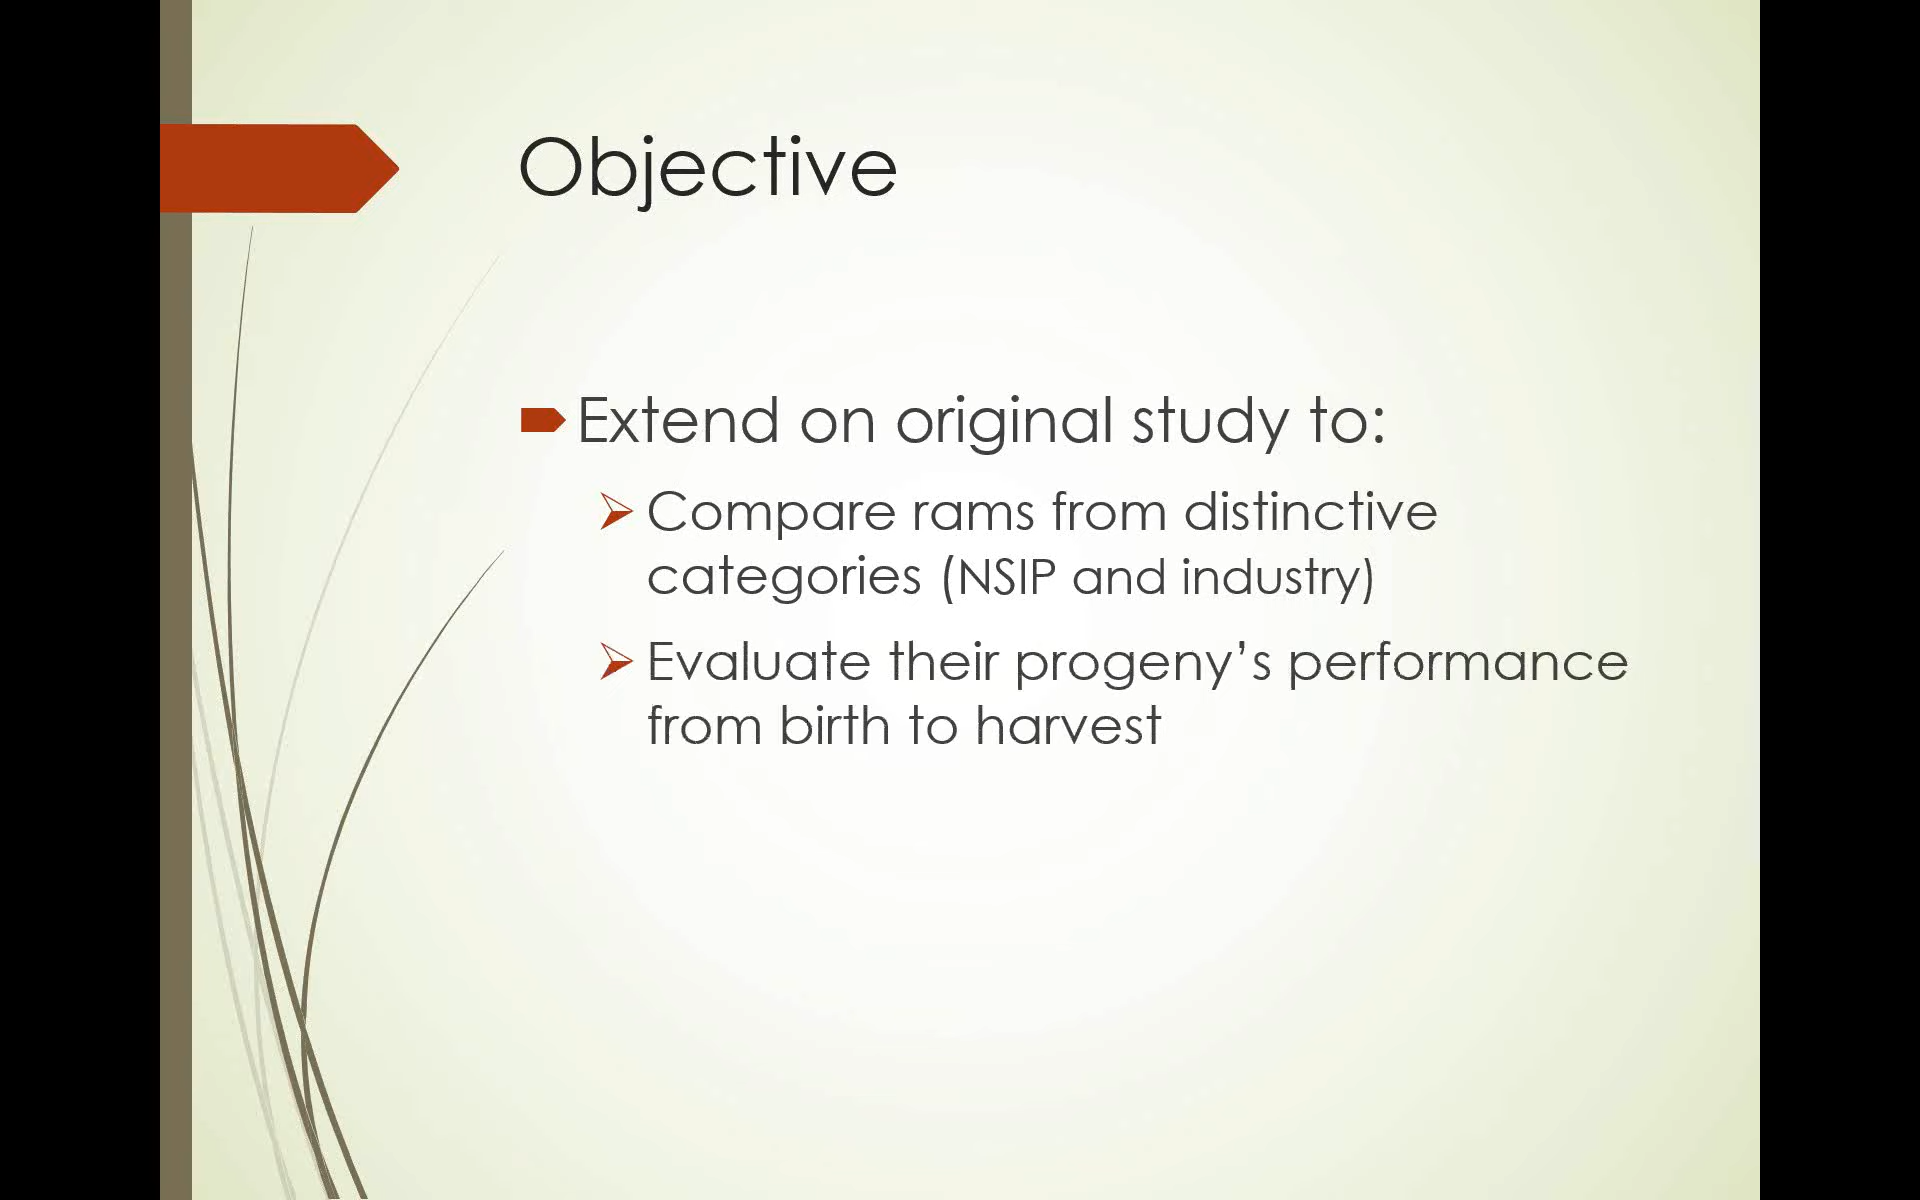 Objective
Extend on original study to:
Compare rams from distinctive
categories (NSIP and industry)
Evaluate their progeny’s performance
from birth to harvest